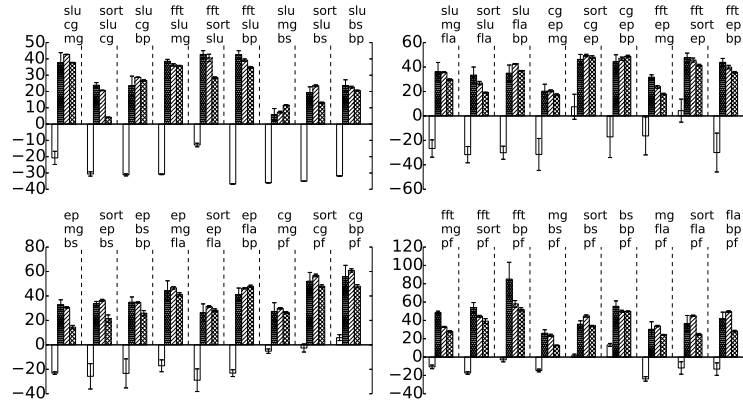 slu sort slu fft fft fft slu sort slu
cg slu cg slu sort slu mg slu bs
mg cg bp mg slu bp bs bs bp
50
40
30
20
10
0
−10
−20
−30
−40
slu sort slu cg sort cg fft fft fft
mg slu fla ep cg ep ep sort ep
fla fla bp mg ep bp mg ep bp
60
40
20
0
−20
−40
−60
ep sort ep ep sort ep cg sort cg
mg ep bs mg ep fla mg cg bp
bs bs bp fla fla bp pf pf pf
80
60
40
20
0
−20
−40
fft fft fft mg sort bs mg sort fla
mg sort bp bs bs bp fla fla bp
pf pf pf pf pf pf pf pf pf
120
100
80
60
40
20
0
−20
−40